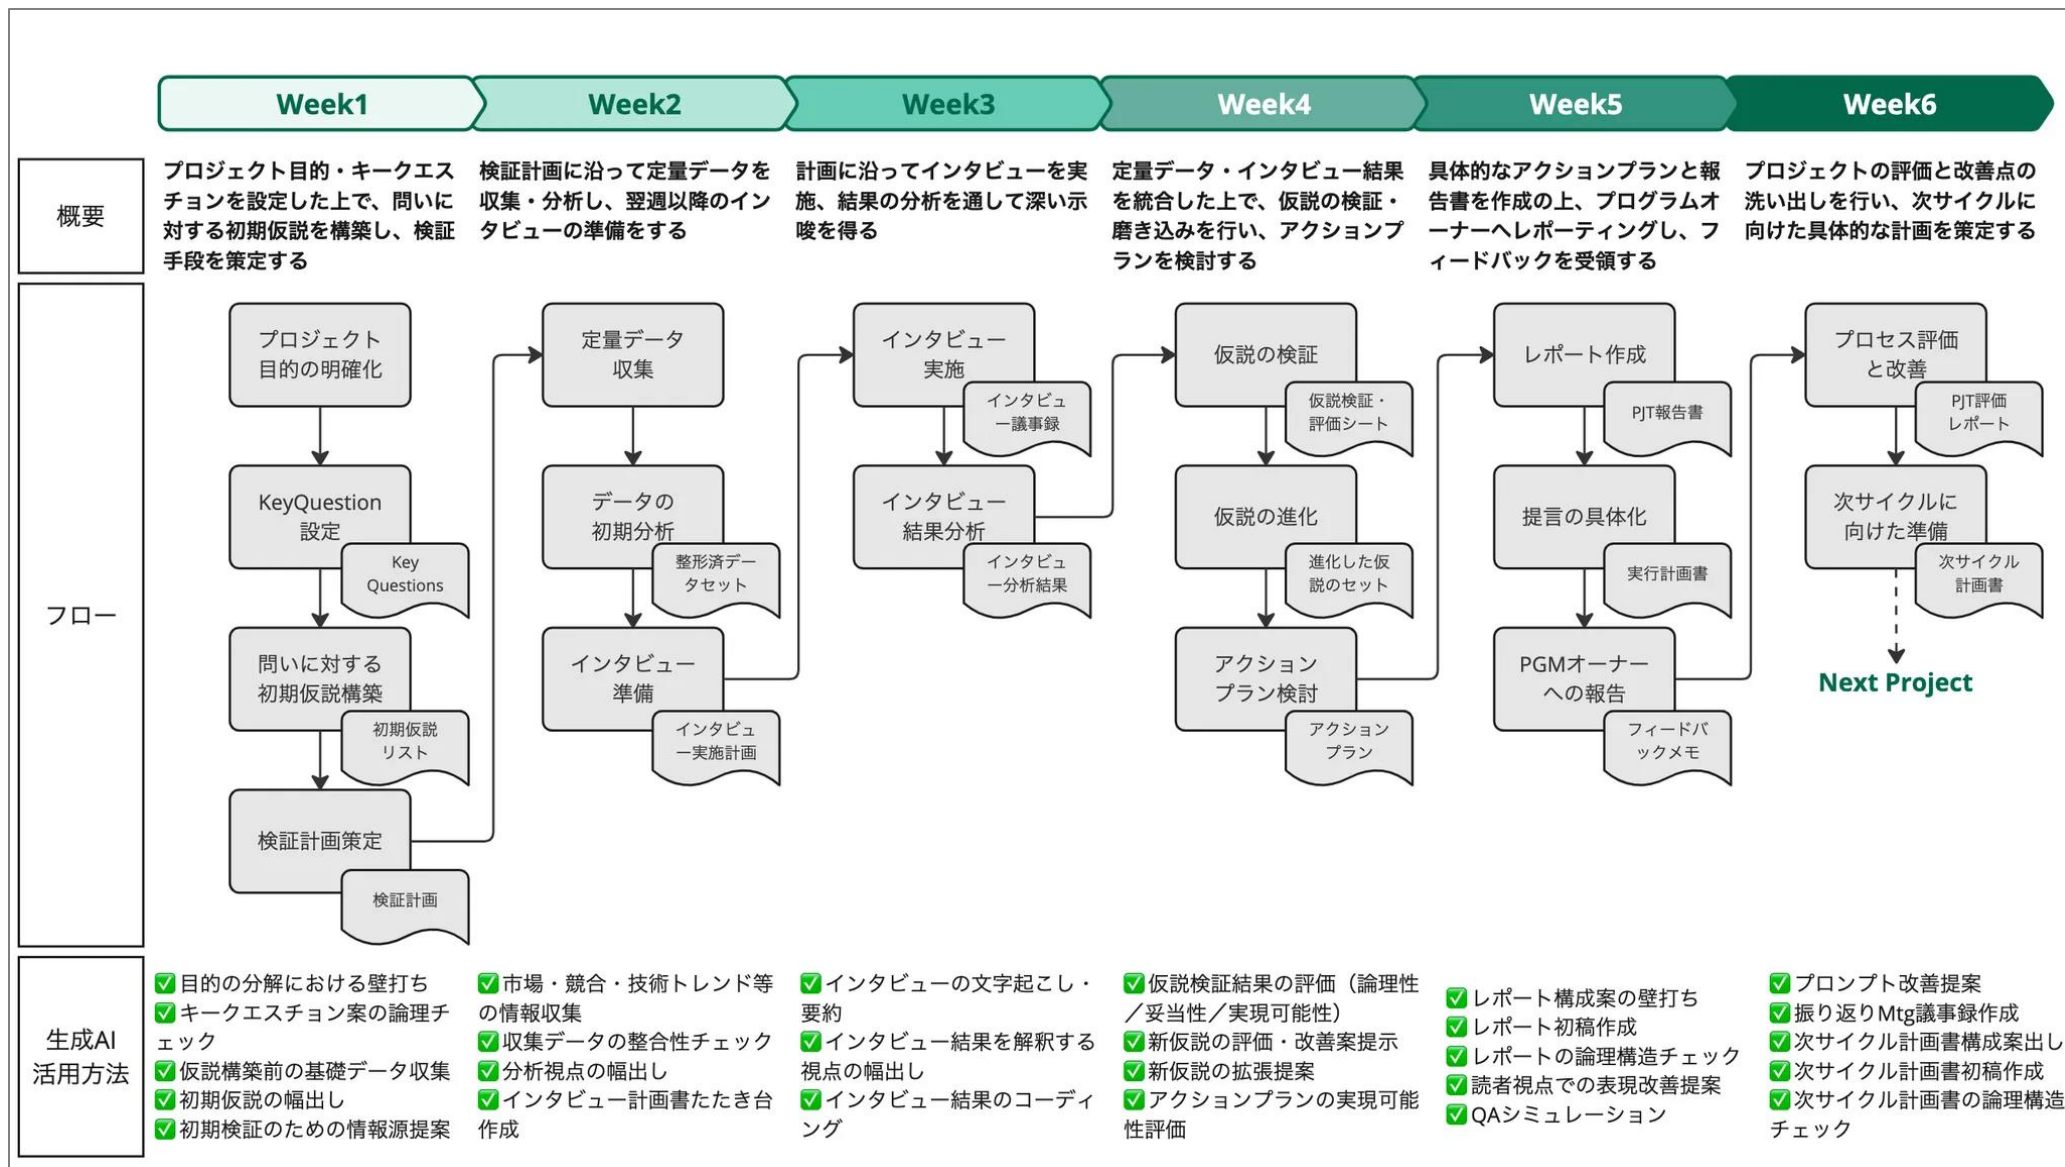 Week1
Week2
Week3
Week4
Week5
Week6
概要
プロジェクト目的・キークエス
チョンを設定した上で、問いに
対する初期仮説を構築し、検証
手段を策定する
検証計画に沿って定量データを
収集・分析し、翌週以降のイン
タビューの準備をする
計画に沿ってインタビューを実
施、結果の分析を通して深い示
唆を得る
定量データ・インタビュー結果
を統合した上で、仮説の検証・
磨き込みを行い、アクションプ
ランを検討する
具体的なアクションプランと報
告書を作成の上、プログラムオ
ーナーへレポーティングし、フ
ィードバックを受領する
プロジェクトの評価と改善点の
洗い出しを行い、次サイクルに
向けた具体的な計画を策定する
フロー
プロジェクト
目的の明確化
KeyQuestion
設定
Key
Questions
問いに対する
初期仮説構築
初期仮説
リスト
検証計画策定
検証計画
定量データ
収集
データの
初期分析
整形済デー
タセット
インタビュー
準備
インタビュ
ー実施計画
インタビュー
実施
インタビュ
ー議事録
インタビュー
結果分析
インタビュ
ー分析結果
仮説の検証
仮説検証・
評価シート
仮説の進化
進化した仮
説のセット
アクション
プラン検討
アクション
プラン
レポート作成
PJT報告書
提言の具体化
実行計画書
PGMオーナー
への報告
フィードバ
ックメモ
プロセス評価
と改善
PJT評価
レポート
次サイクルに
向けた準備
次サイクル
計画書
Next Project
生成AI
活用方法
✅目的の分解における壁打ち
✅キークエスチョン案の論理チ
ェック
✅仮説構築前の基礎データ収集
✅初期仮説の幅出し
✅初期検証のための情報源提案
✅市場・競合・技術トレンド等
の情報収集
✅収集データの整合性チェック
✅分析視点の幅出し
✅インタビュー計画書たたき台
作成
✅インタビューの文字起こし・
要約
✅インタビュー結果を解釈する
視点の幅出し
✅インタビュー結果のコーディ
ング
✅仮説検証結果の評価（論理性
／妥当性／実現可能性）
✅新仮説の評価・改善案提示
✅新仮説の拡張提案
✅アクションプランの実現可能
性評価
✅レポート構成案の壁打ち
✅レポート初稿作成
✅レポートの論理構造チェック
✅読者視点での表現改善提案
✅QAシミュレーション
✅プロンプト改善提案
✅振り返りMtg議事録作成
✅次サイクル計画書構成案出し
✅次サイクル計画書初稿作成
✅次サイクル計画書の論理構造
チェック